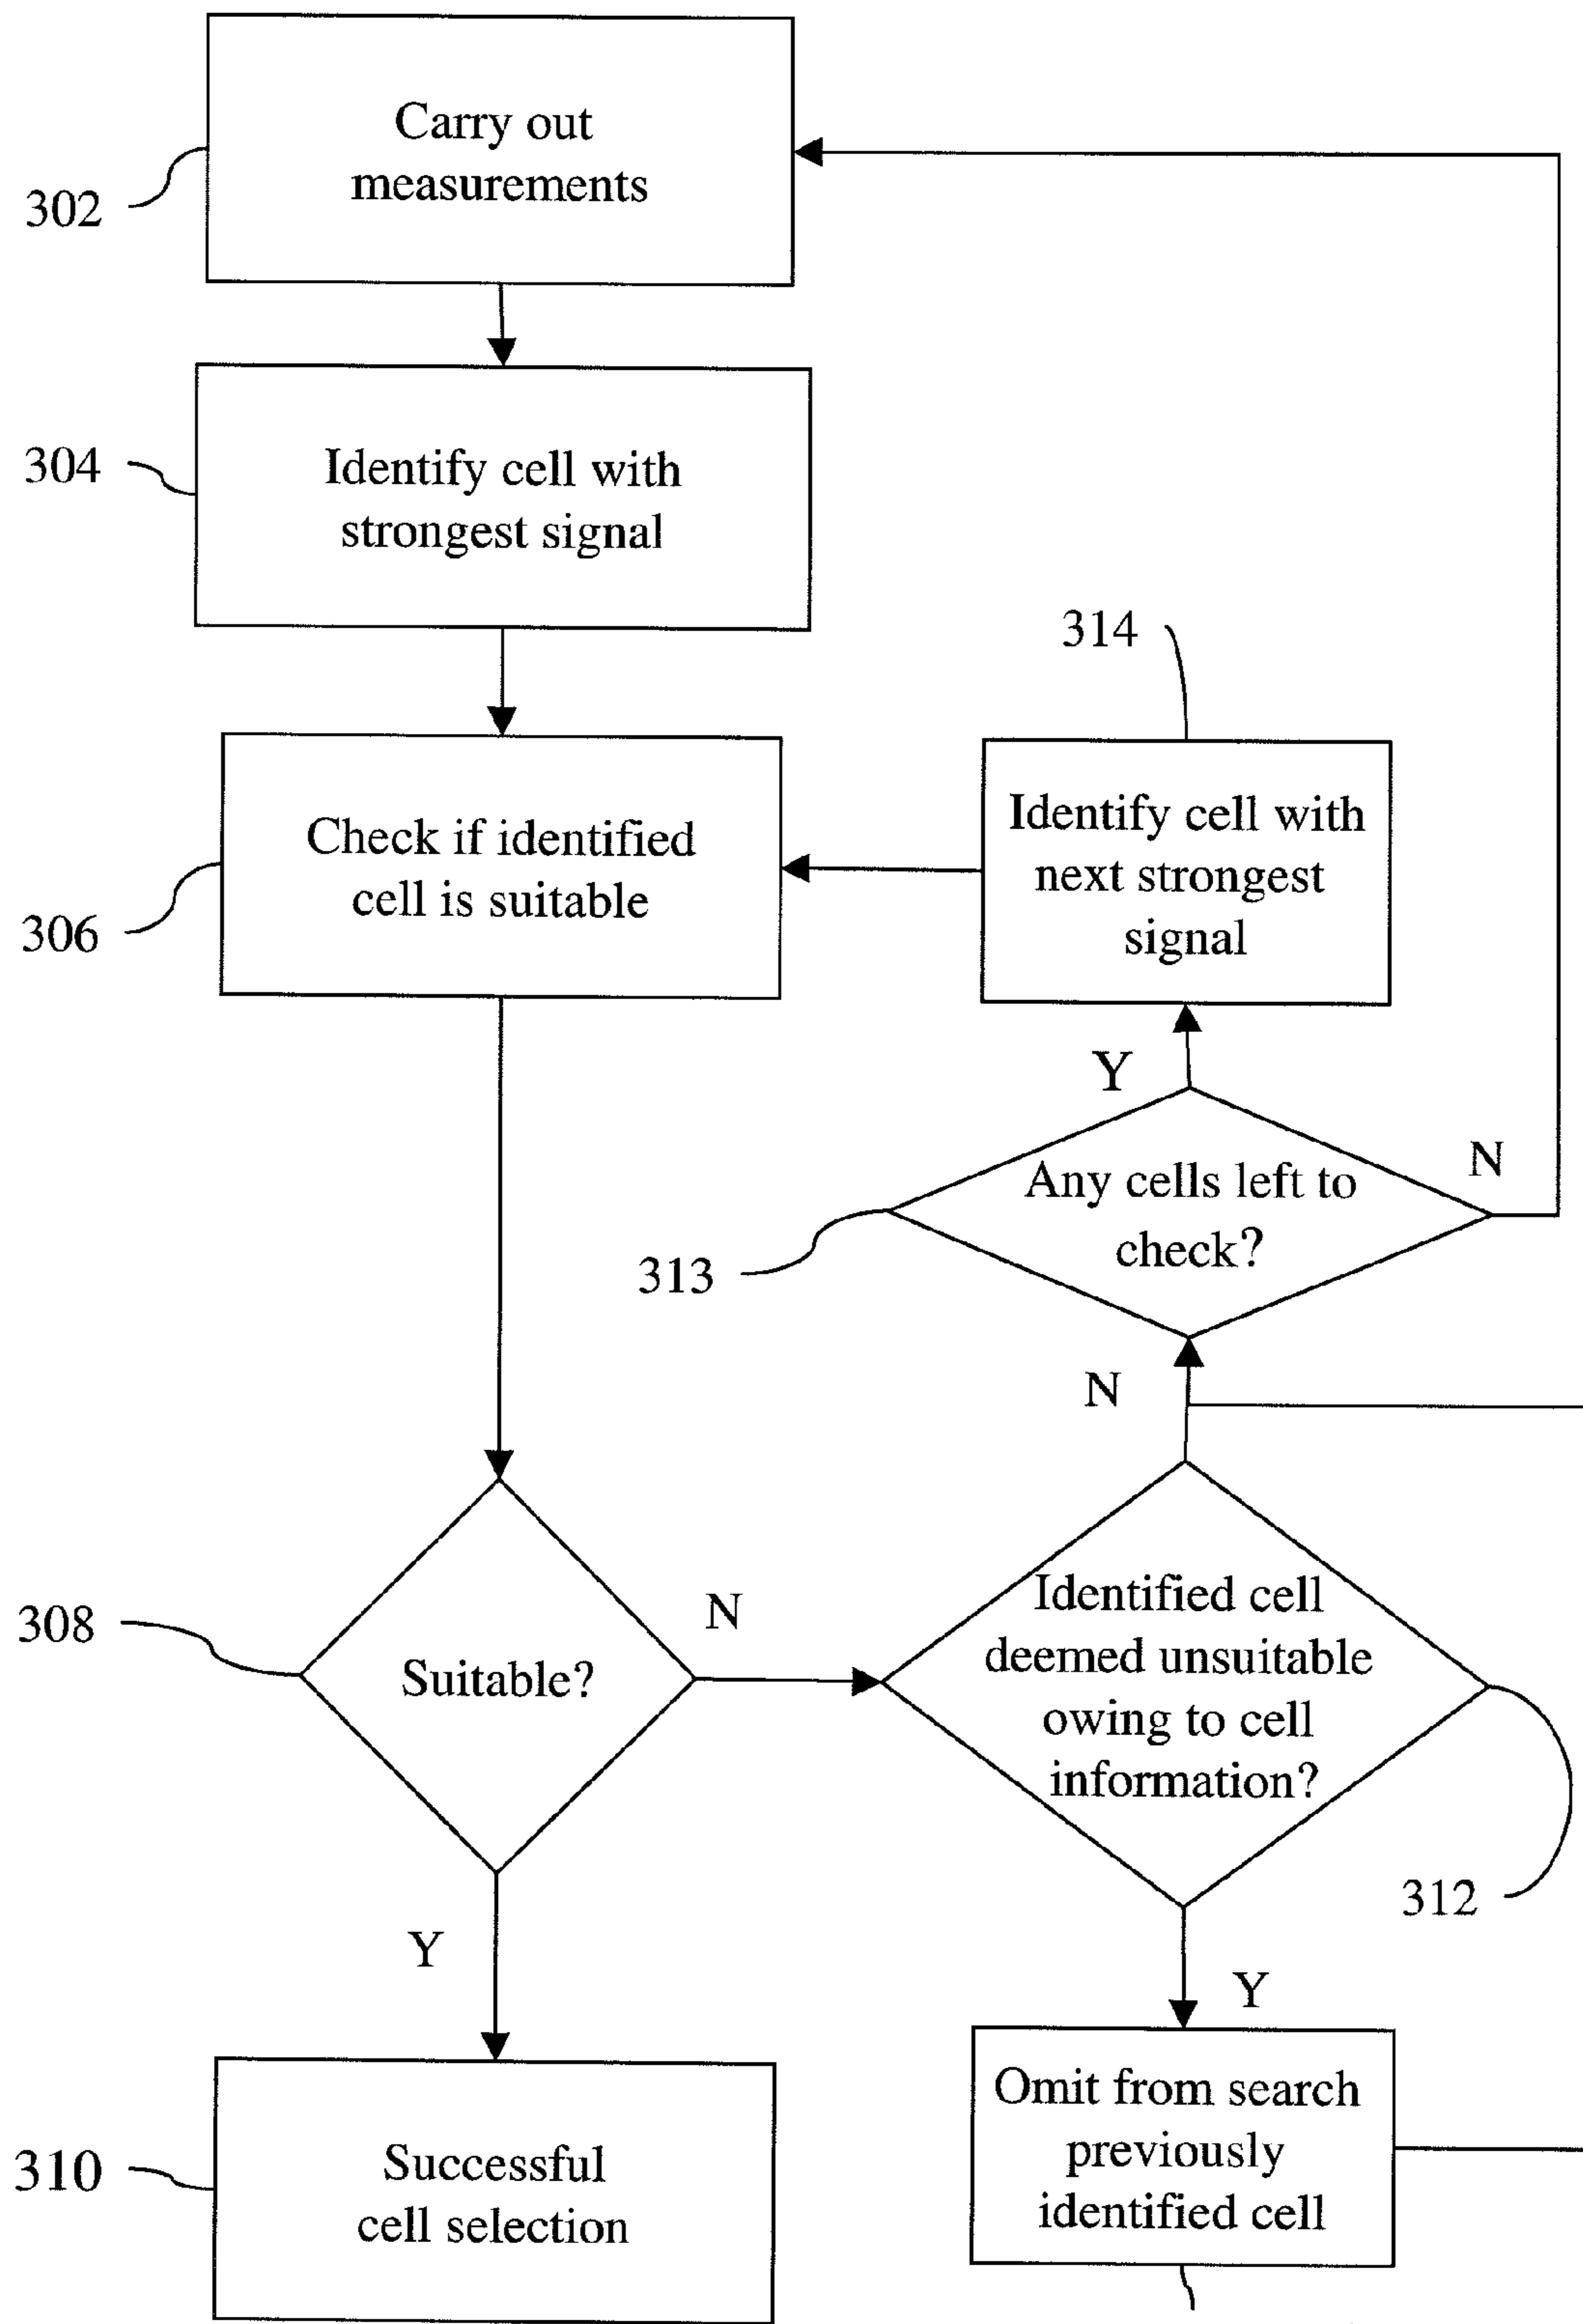 Carry out
measurements
302
304
Identify cell with
strongest signal
314
Check if identified
cell is suitable
306
Identify cell with
next strongest
signal
Y
N
Any cells left to
check?
313
N
308
Suitable?
N
Identified cell
deemed unsuitable
owing to cell
information?
312
Y
Y
310
Successful
cell selection
Omit from search
previously
identified cell